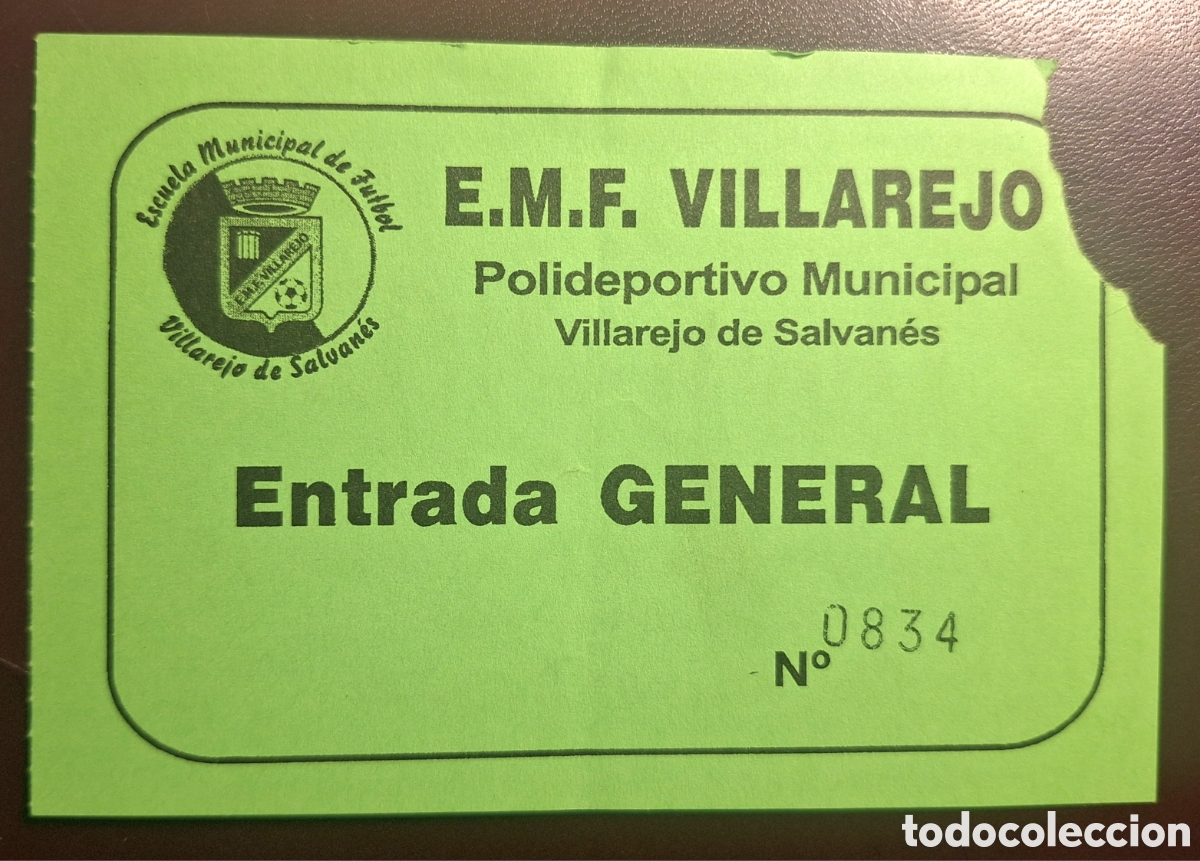 Escuela Municipal de Futbol
E.M.F. VILLAREJO
Villarejo de Salvanés
E.M.F. VILLAREJO
Polideportivo Municipal
Villarejo de Salvanés
Entrada GENERAL
Nº 0834
todocoleccion